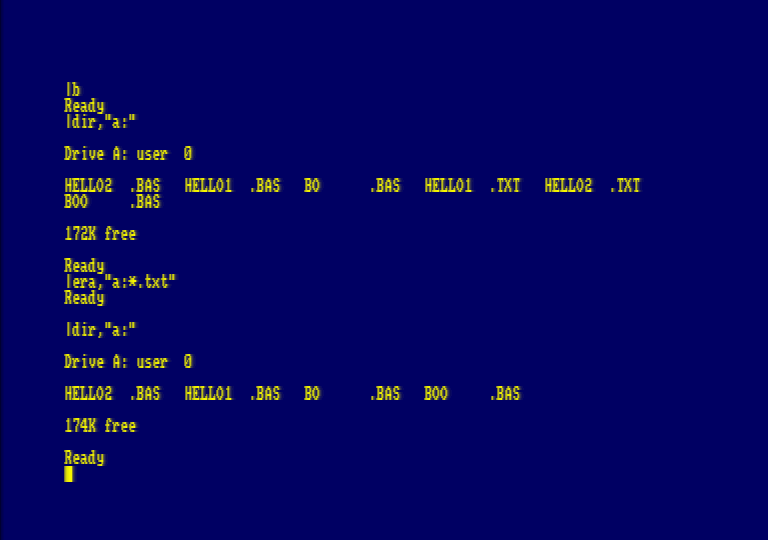 |b
Ready
|dir,"a:"
Drive A: user  0
HELLO2  .BAS   HELLO1  .BAS   BO      .BAS   HELLO1  .TXT   HELLO2  .TXT
BOO     .BAS
172K free
Ready
|era,"a:*.txt"
Ready
|dir,"a:"
Drive A: user  0
HELLO2  .BAS   HELLO1  .BAS   BO      .BAS   BOO     .BAS
174K free
Ready